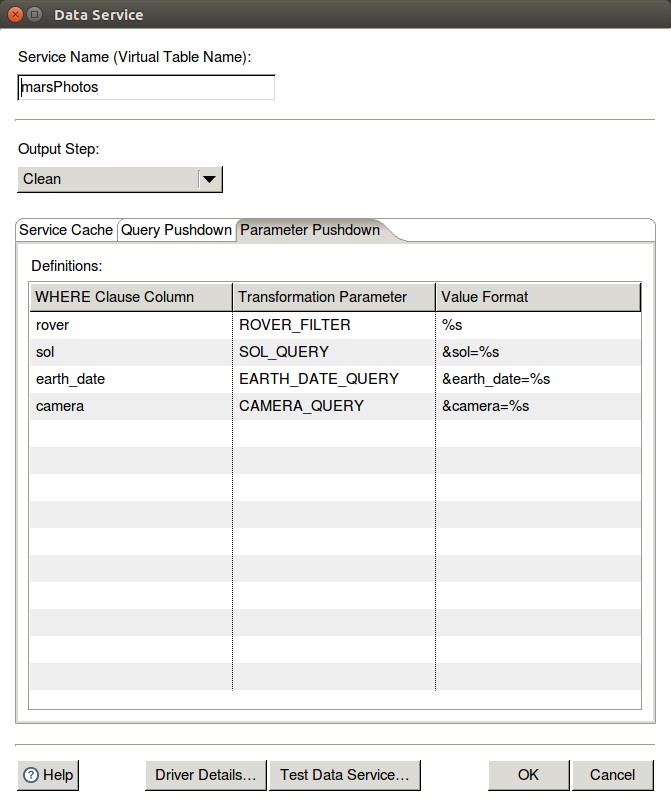 Data Service
Service Name (Virtual Table Name):
marsPhotos
Output Step:
Clean
Service Cache Query Pushdown Parameter Pushdown
Definitions:
WHERE Clause Column Transformation Parameter Value Format
rover ROVER_FILTER %s
sol SOL_QUERY &sol=%s
earth_date EARTH_DATE_QUERY &earth_date=%s
camera CAMERA_QUERY &camera=%s
? Help Driver Details... Test Data Service... OK Cancel